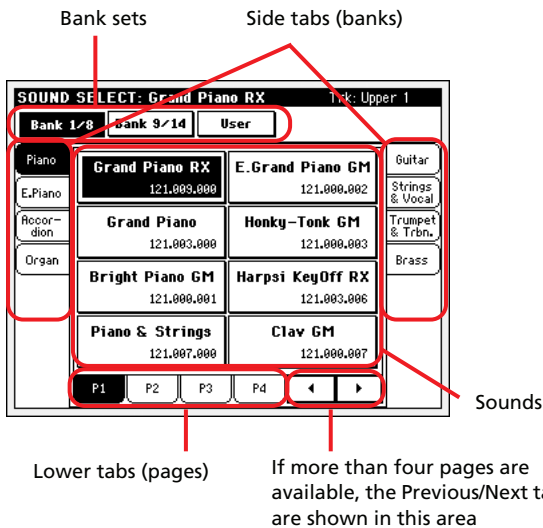 Bank sets
Side tabs (banks)
SOUND SELECT: Grand Piano RX
Trk: Upper 1
Bank 1/8
Bank 9/14
User
Piano
E.Piano
Accor-
dion
Organ
Grand Piano RX
121.009.000
E.Grand Piano GM
121.000.002
Grand Piano
121.003.000
Honky-Tonk GM
121.000.003
Bright Piano GM
121.000.001
Harpsi KeyOff RX
121.003.006
Piano & Strings
121.007.000
Clav GM
121.000.007
Guitar
Strings
& Vocal
Trumpet
& Trbn.
Brass
P1
P2
P3
P4
Sounds
Lower tabs (pages)
If more than four pages are
available, the Previous/Next ta
are shown in this area